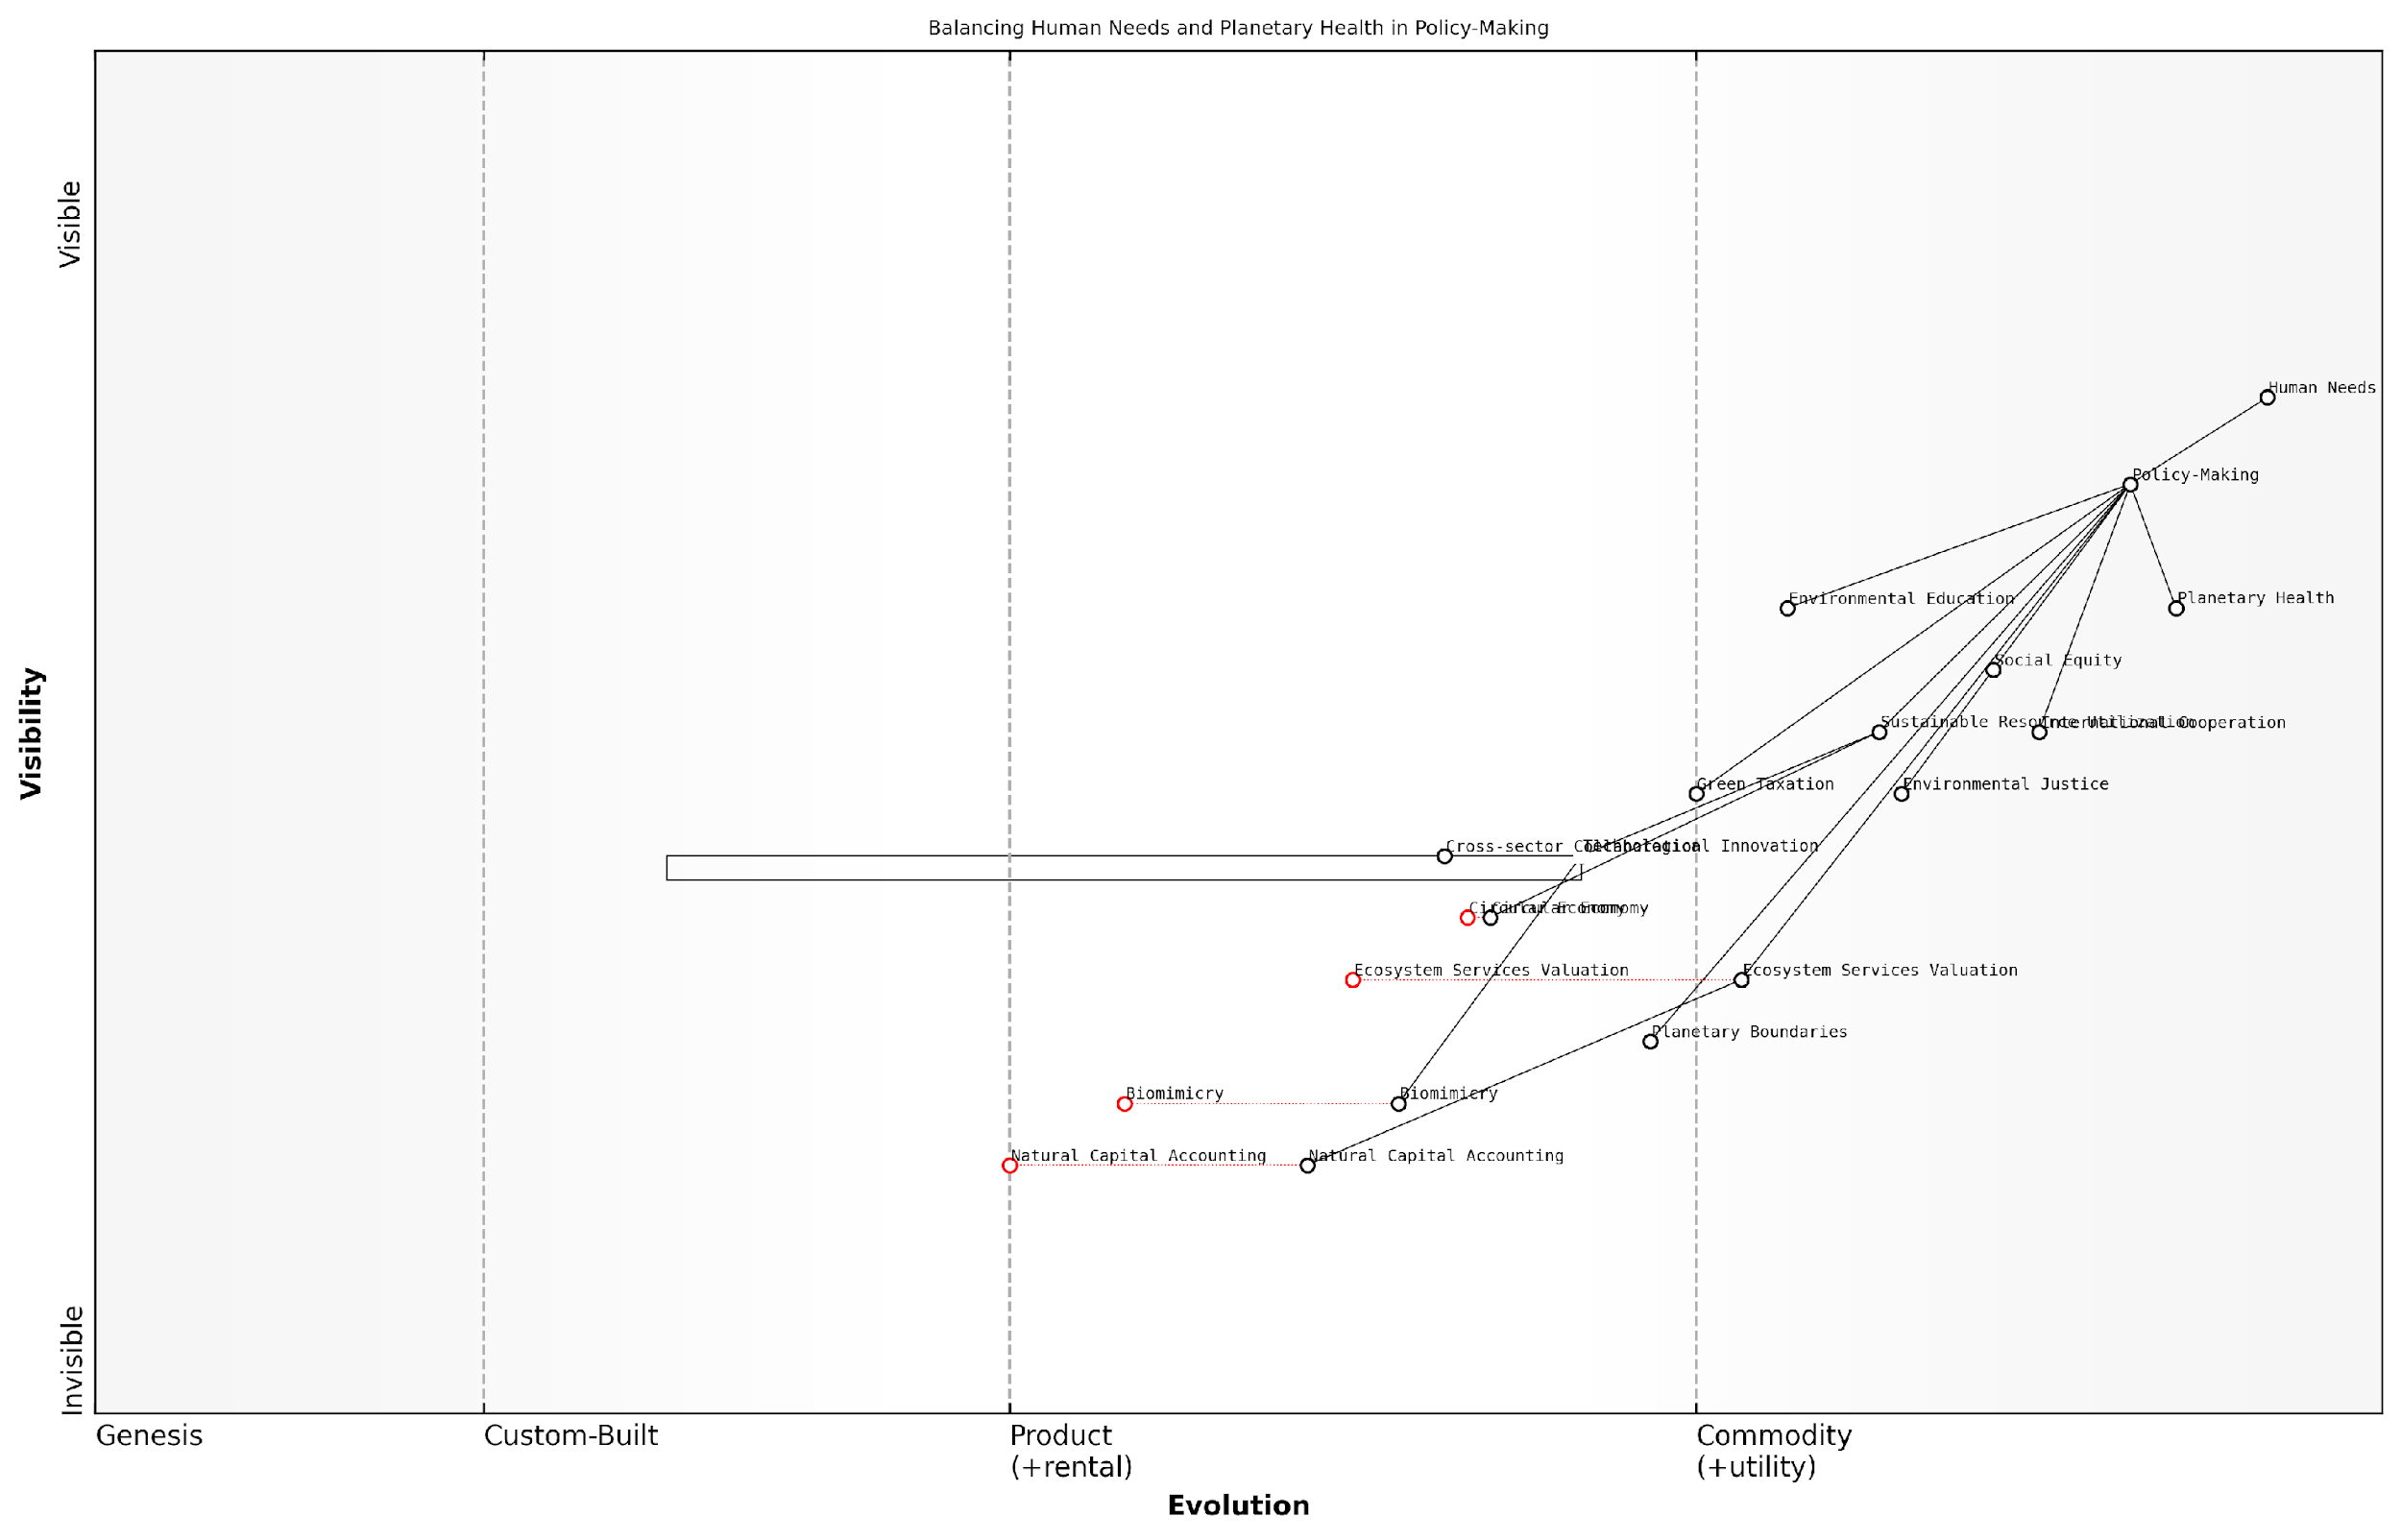 Balancing Human Needs and Planetary Health in Policy-Making
Visible
Visibility
Invisible
Human Needs
Policy-Making
Environmental Education
Planetary Health
Social Equity
Sustainable Resource Utilization
International Cooperation
Green Taxation
Environmental Justice
Cross-sector Collaboration
Technological Innovation
Circular Economy
Circular Economy
Ecosystem Services Valuation
Ecosystem Services Valuation
Planetary Boundaries
Biomimicry
Biomimicry
Natural Capital Accounting
Natural Capital Accounting
Genesis
Custom-Built
Product
(+rental)
Commodity
(+utility)
Evolution